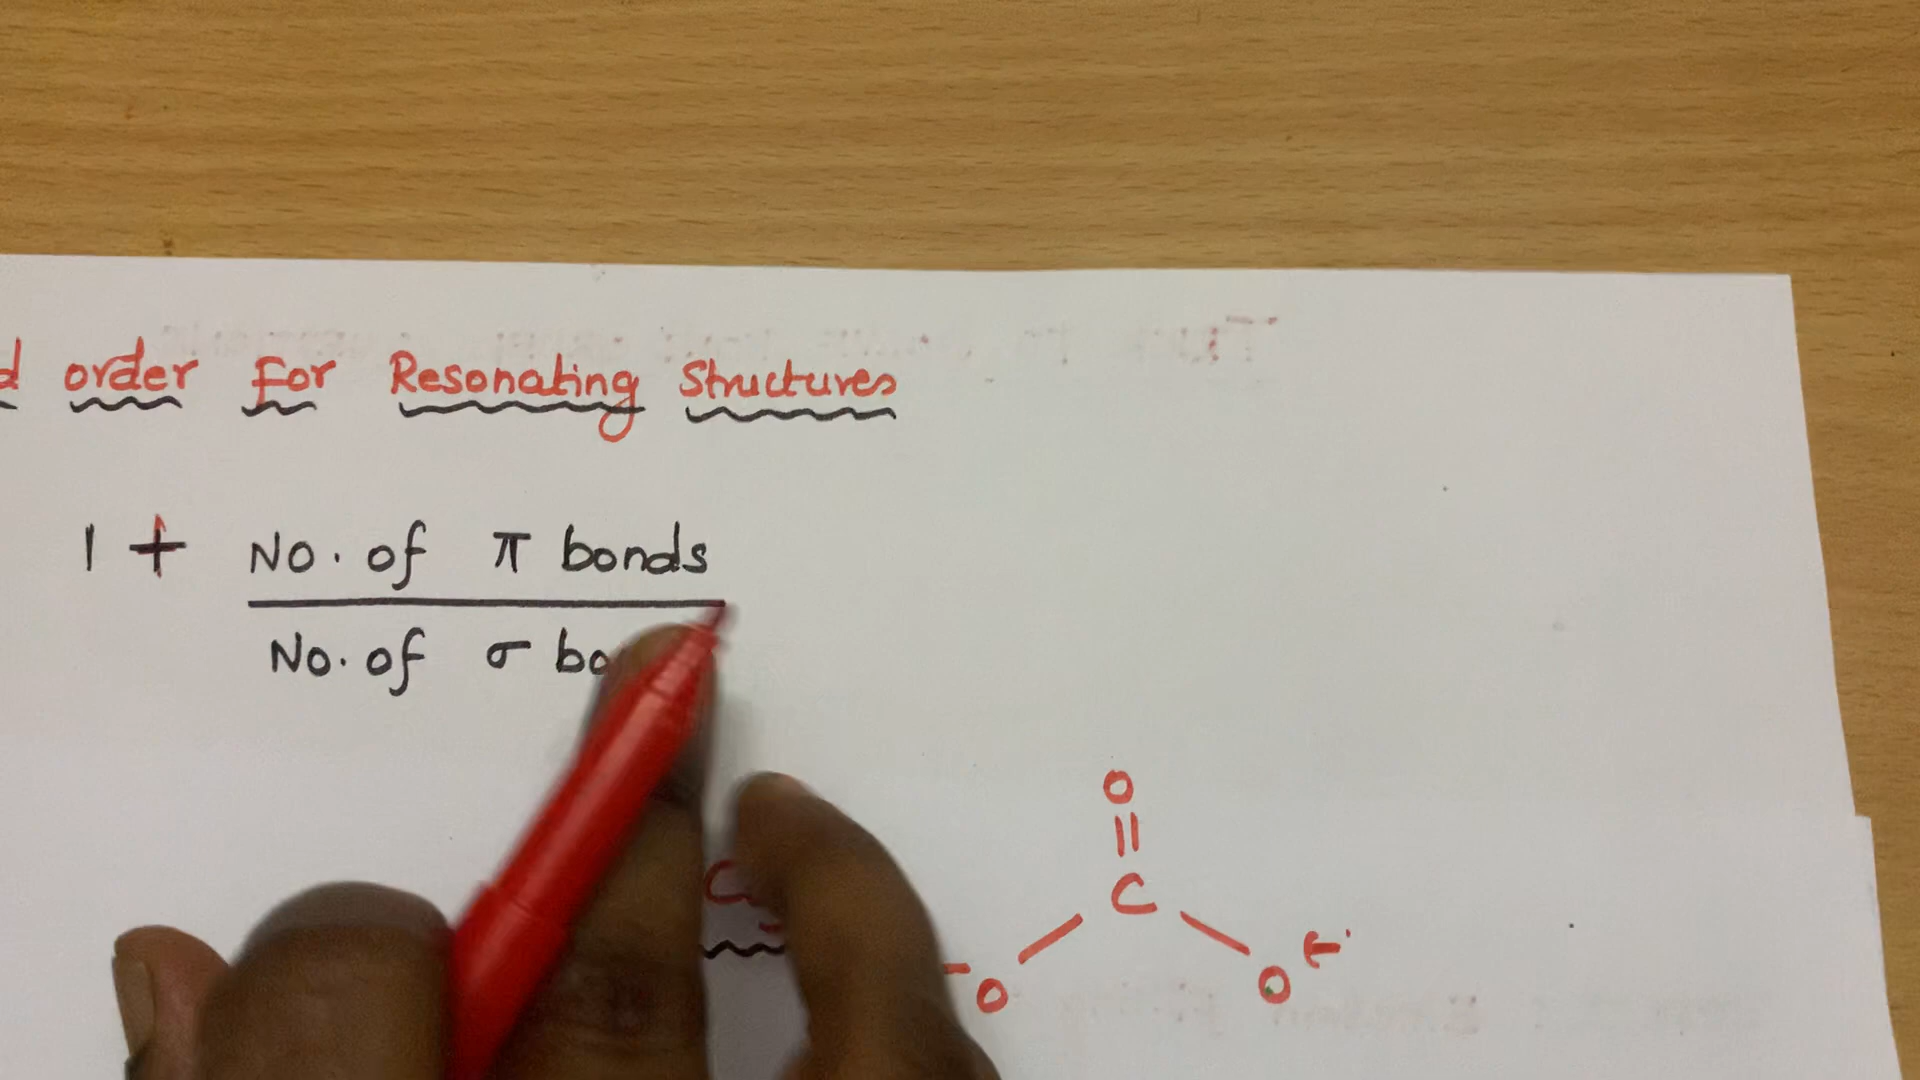 order for Resonating Structures
1 + No. of π bonds
No. of σ bo
O
C
O O